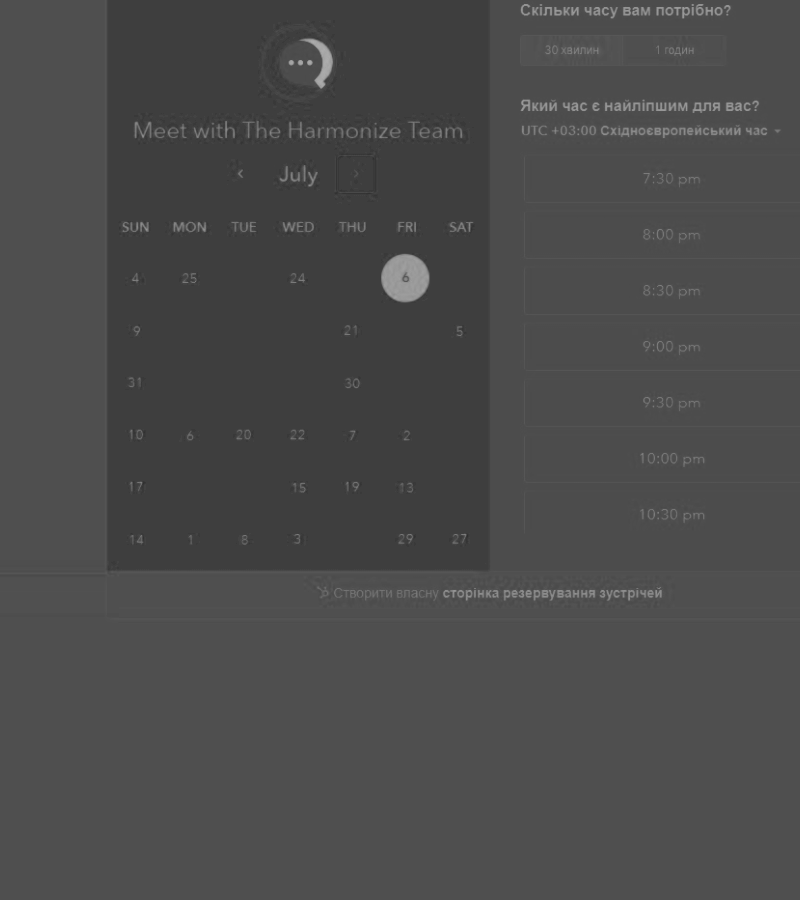 Meet with The Harmonize Team
July
SUN MON TUE WED THU FRI SAT
4 25 24 6
9 21 5
31 30
10 6 20 22 7 2
17 15 19 13
14 1 8 3 29 27
Скільки часу вам потрібно?
30 хвилин 1 годин
Який час є найліпшим для вас?
UTC +03:00 Східноєвропейський час
7:30 pm
8:00 pm
8:30 pm
9:00 pm
9:30 pm
10:00 pm
10:30 pm
Створити власну сторінка резервування зустрічей